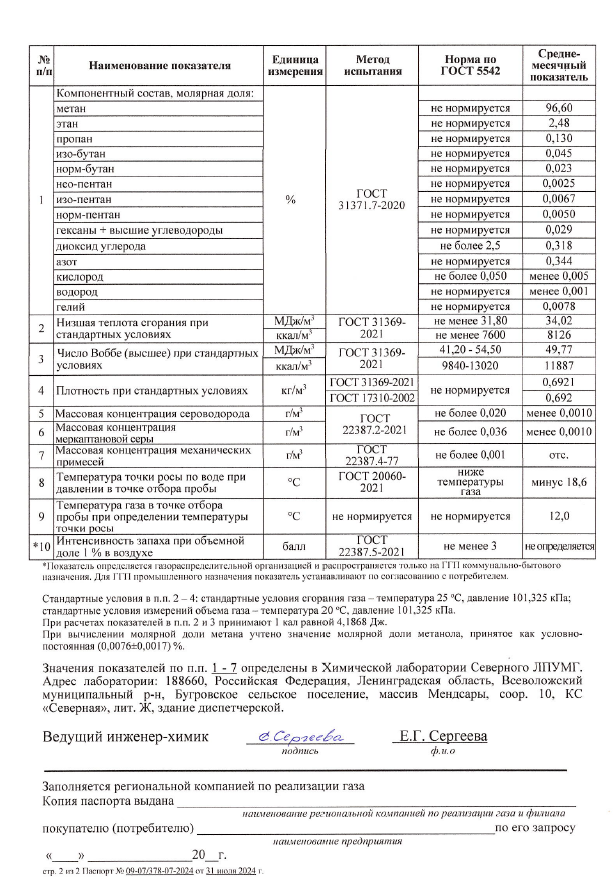 № п/п | Наименование показателя | Единица измерения | Метод испытания | Норма по ГОСТ 5542 | Средне-месячный показатель
1 | Компонентный состав, молярная доля: | % | ГОСТ 31371.7-2020
метан | не нормируется | 96,60
этан | не нормируется | 2,48
пропан | не нормируется | 0,130
изо-бутан | не нормируется | 0,045
норм-бутан | не нормируется | 0,023
нео-пентан | не нормируется | 0,0025
изо-пентан | не нормируется | 0,0067
норм-пентан | не нормируется | 0,0050
гексаны + высшие углеводороды | не нормируется | 0,029
диоксид углерода | не более 2,5 | 0,318
азот | не нормируется | 0,344
кислород | не более 0,050 | менее 0,005
водород | не нормируется | менее 0,001
гелий | не нормируется | 0,0078
2 | Низшая теплота сгорания при стандартных условиях | МДж/м³ | ГОСТ 31369-2021 | не менее 31,80 | 34,02
ккал/м³ | не менее 7600 | 8126
3 | Число Воббе (высшее) при стандартных условиях | МДж/м³ | ГОСТ 31369-2021 | 41,20 - 54,50 | 49,77
ккал/м³ | 9840-13020 | 11887
4 | Плотность при стандартных условиях | кг/м³ | ГОСТ 31369-2021 | не нормируется | 0,6921
ГОСТ 17310-2002 | 0,692
5 | Массовая концентрация сероводорода | г/м³ | ГОСТ 22387.2-2021 | не более 0,020 | менее 0,0010
6 | Массовая концентрация меркаптановой серы | г/м³ | не более 0,036 | менее 0,0010
7 | Массовая концентрация механических примесей | г/м³ | ГОСТ 22387.4-77 | не более 0,001 | отс.
8 | Температура точки росы по воде при давлении в точке отбора пробы | °С | ГОСТ 20060-2021 | ниже температуры газа | минус 18,6
9 | Температура газа в точке отбора пробы при определении температуры точки росы | °С | не нормируется | не нормируется | 12,0
*10 | Интенсивность запаха при объемной доле 1 % в воздухе | балл | ГОСТ 22387.5-2021 | не менее 3 | не определяется
*Показатель определяется газораспределительной организацией и распространяется только на ГГП коммунально-бытового
назначения. Для ГГП промышленного назначения показатель устанавливают по согласованию с потребителем.
Стандартные условия в п.п. 2 – 4: стандартные условия сгорания газа – температура 25 °С, давление 101,325 кПа;
стандартные условия измерений объема газа – температура 20 °С, давление 101,325 кПа.
При расчетах показателей в п.п. 2 и 3 принимают 1 кал равной 4,1868 Дж.
При вычислении молярной доли метана учтено значение молярной доли метанола, принятое как условно-
постоянная (0,0076±0,0017) %.
Значения показателей по п.п. 1 - 7 определены в Химической лаборатории Северного ЛПУМГ.
Адрес лаборатории: 188660, Российская Федерация, Ленинградская область, Всеволожский
муниципальный р-н, Бугровское сельское поселение, массив Мендсары, соор. 10, КС
«Северная», лит. Ж, здание диспетчерской.
Ведущий инженер-химик Сергеева Е.Г. Сергеева
подпись ф.и.о
Заполняется региональной компанией по реализации газа
Копия паспорта выдана
наименование региональной компании по реализации газа и филиала
покупателю (потребителю) по его запросу
наименование предприятия
«____» ____________20__г.
стр. 2 из 2 Паспорт № 09-07/378-07-2024 от 31 июля 2024 г.